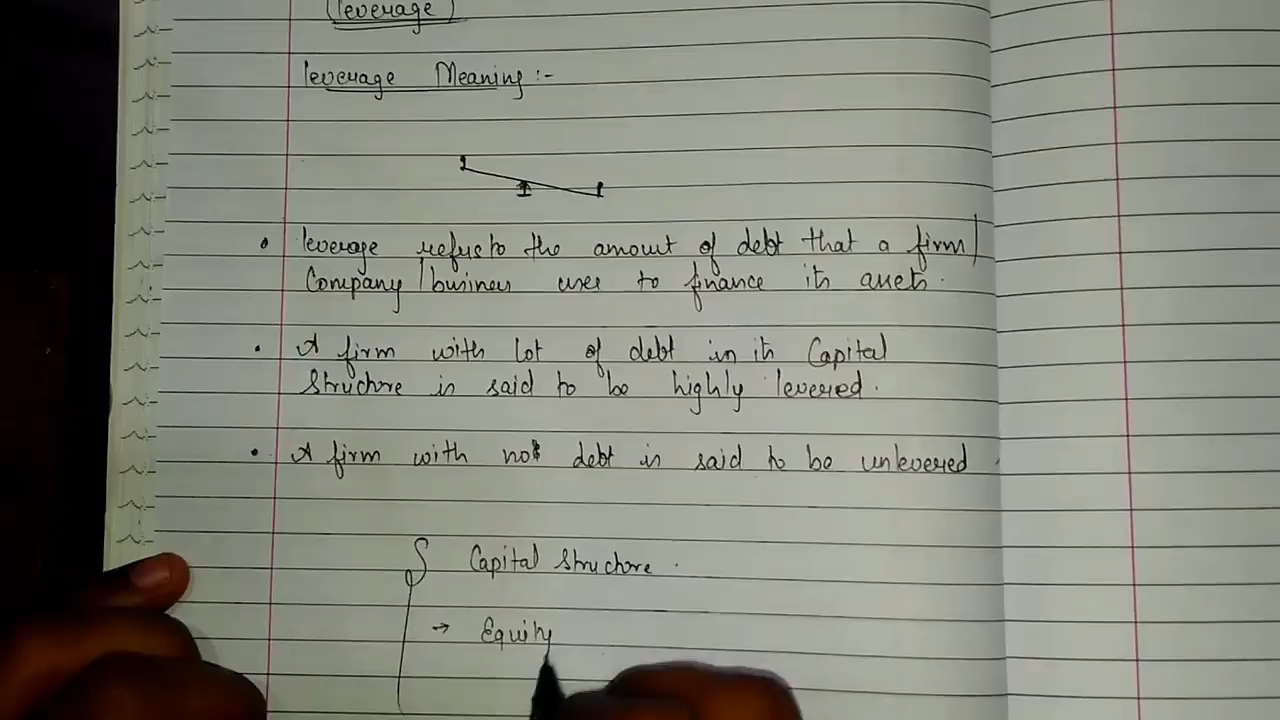 (leverage)
leverage Meaning :-
• leverage refers to the amount of debt that a firm/
Company/business uses to finance its assets.
• A firm with lot of debt in its Capital
Structure is said to be highly levered.
• A firm with no debt is said to be unlevered
Capital Structure.
→ Equity